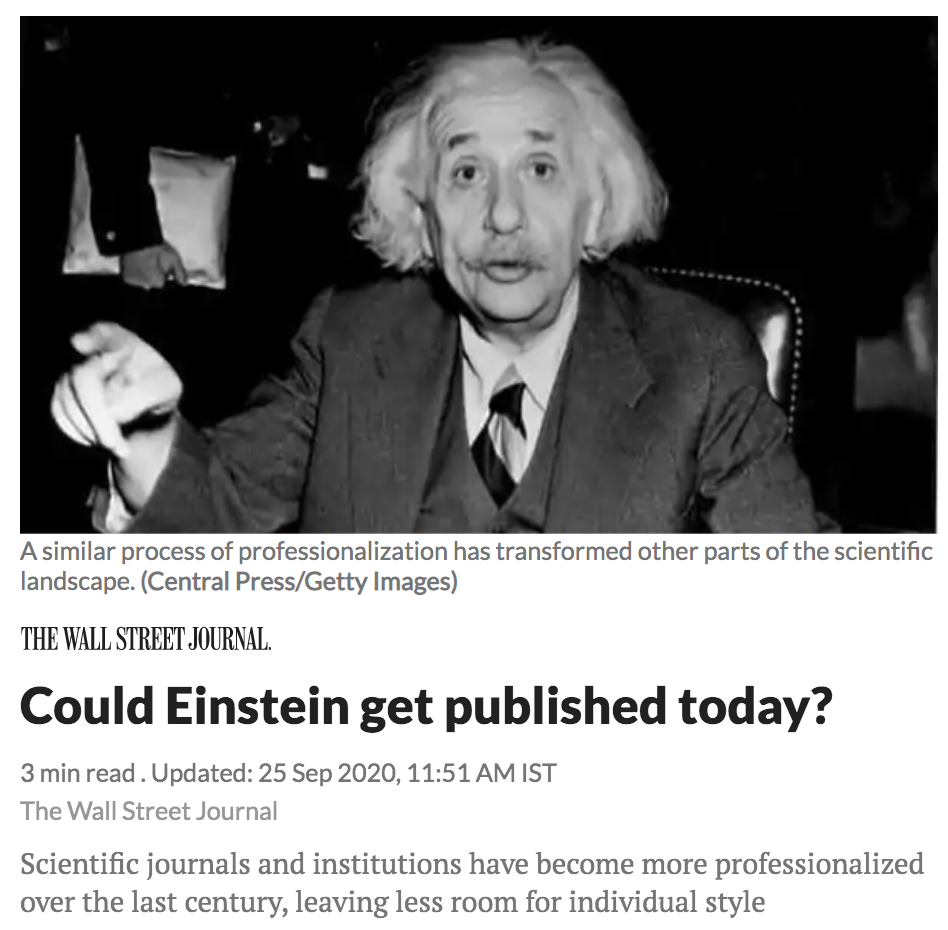 A similar process of professionalization has transformed other parts of the scientific
landscape. (Central Press/Getty Images)
THE WALL STREET JOURNAL.
Could Einstein get published today?
3 min read . Updated: 25 Sep 2020, 11:51 AM IST
The Wall Street Journal
Scientific journals and institutions have become more professionalized
over the last century, leaving less room for individual style